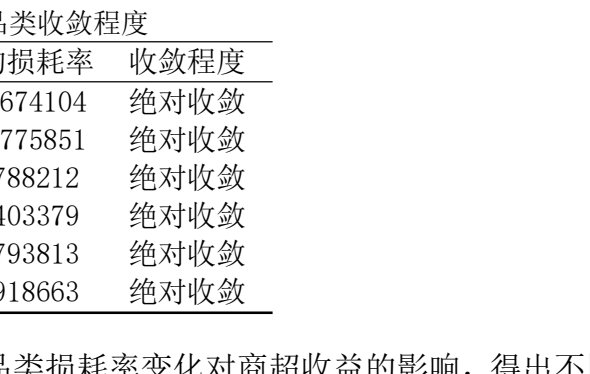 品类收敛程度
损耗率 收敛程度
674104 绝对收敛
775851 绝对收敛
788212 绝对收敛
403379 绝对收敛
793813 绝对收敛
918663 绝对收敛
品类损耗率变化对商超收益的影响，得出不